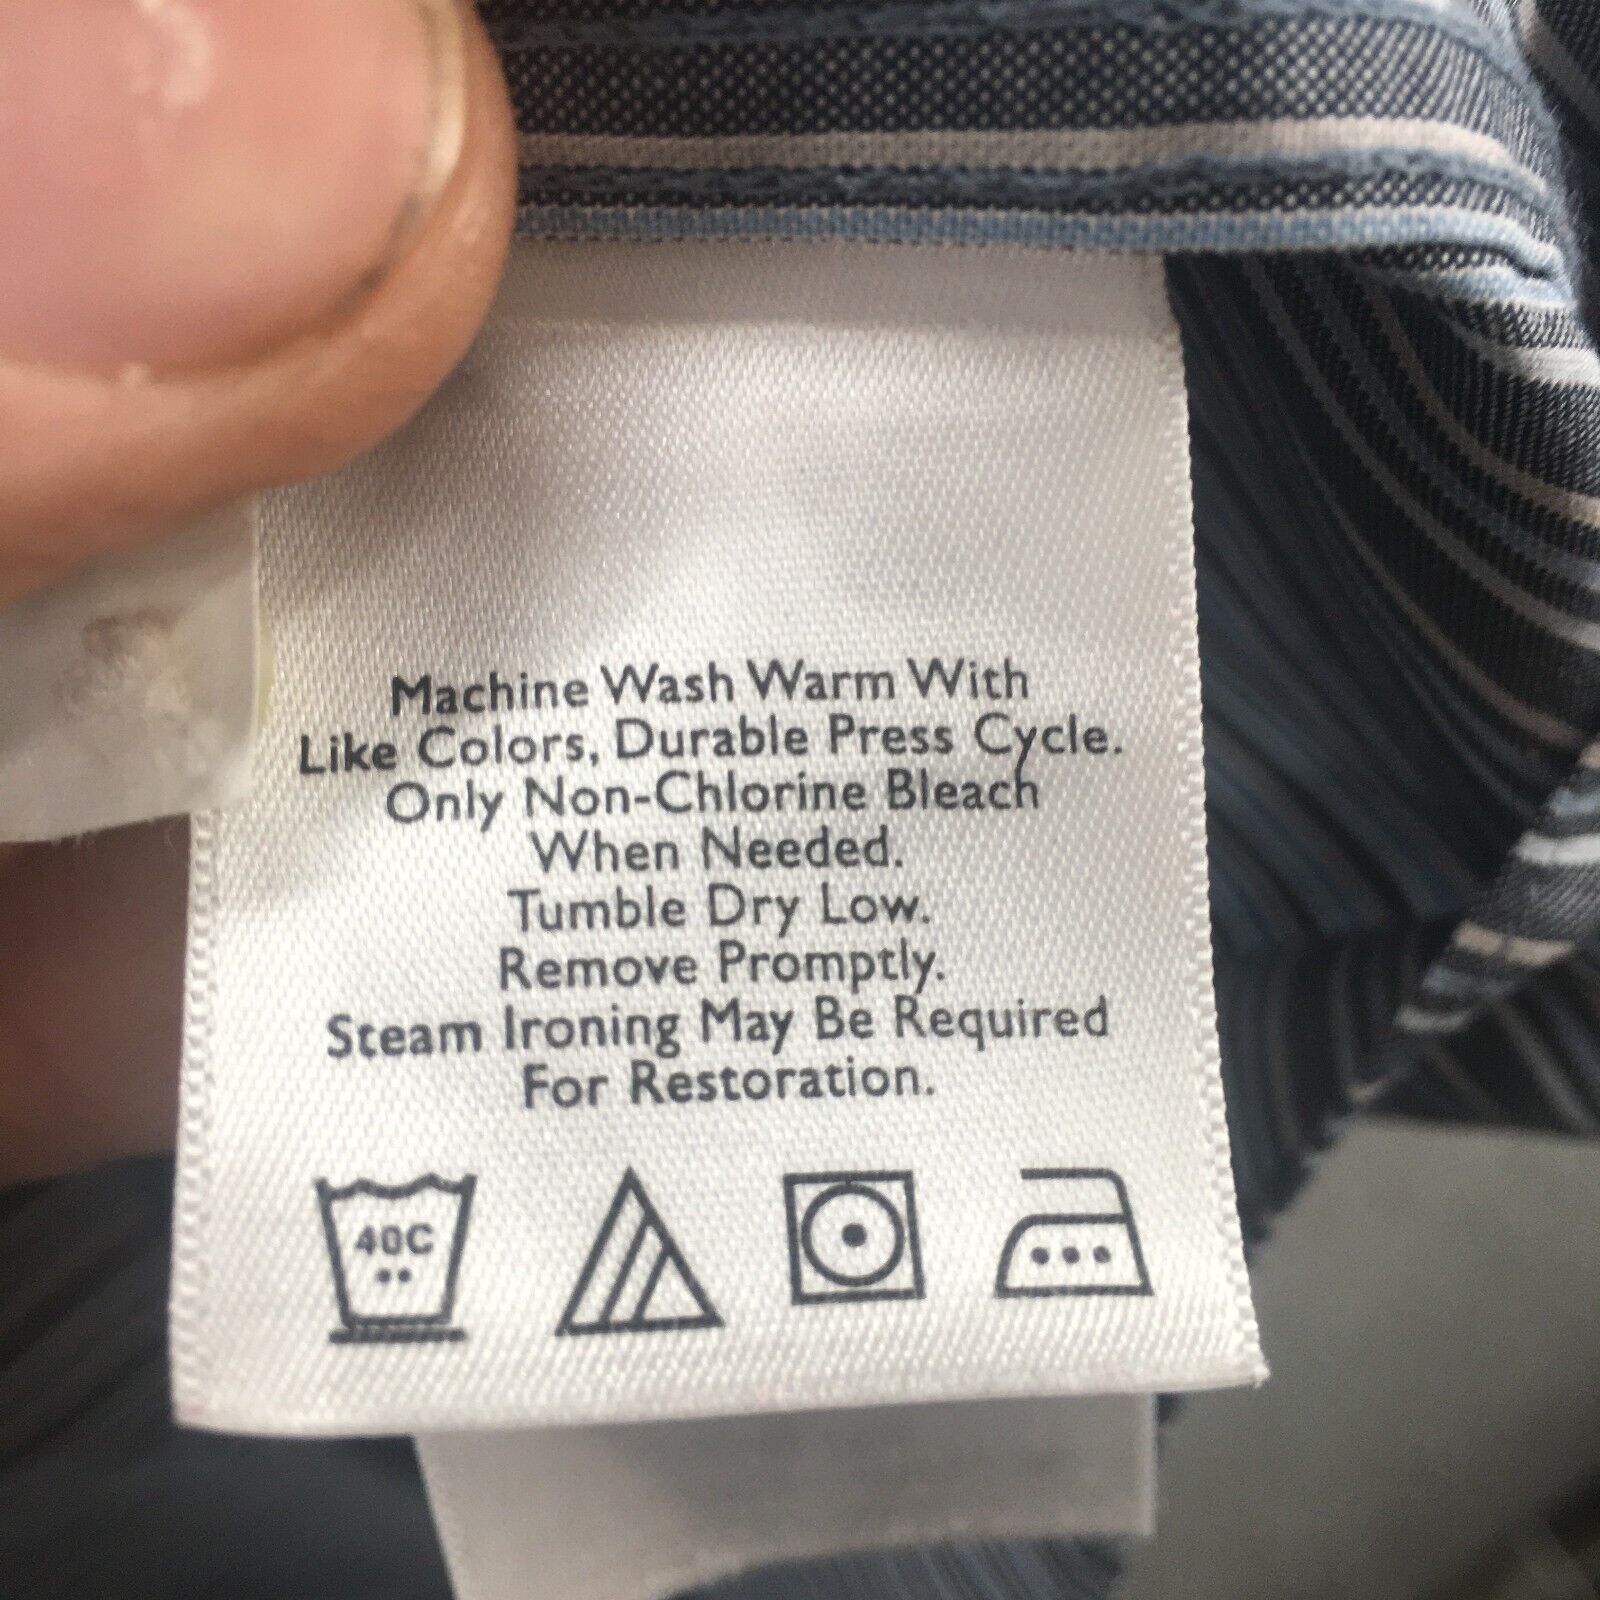 Machine Wash Warm With
Like Colors, Durable Press Cycle.
Only Non-Chlorine Bleach
When Needed.
Tumble Dry Low.
Remove Promptly.
Steam Ironing May Be Required
For Restoration.
40C